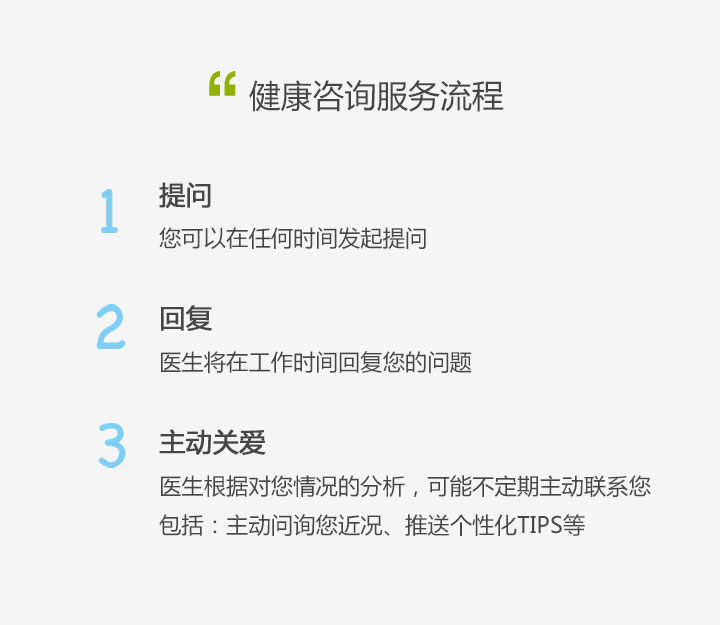 “ 健康咨询服务流程
1 提问
您可以在任何时间发起提问
2 回复
医生将在工作时间回复您的问题
3 主动关爱
医生根据对您情况的分析，可能不定期主动联系您
包括：主动问询您近况、推送个性化TIPS等